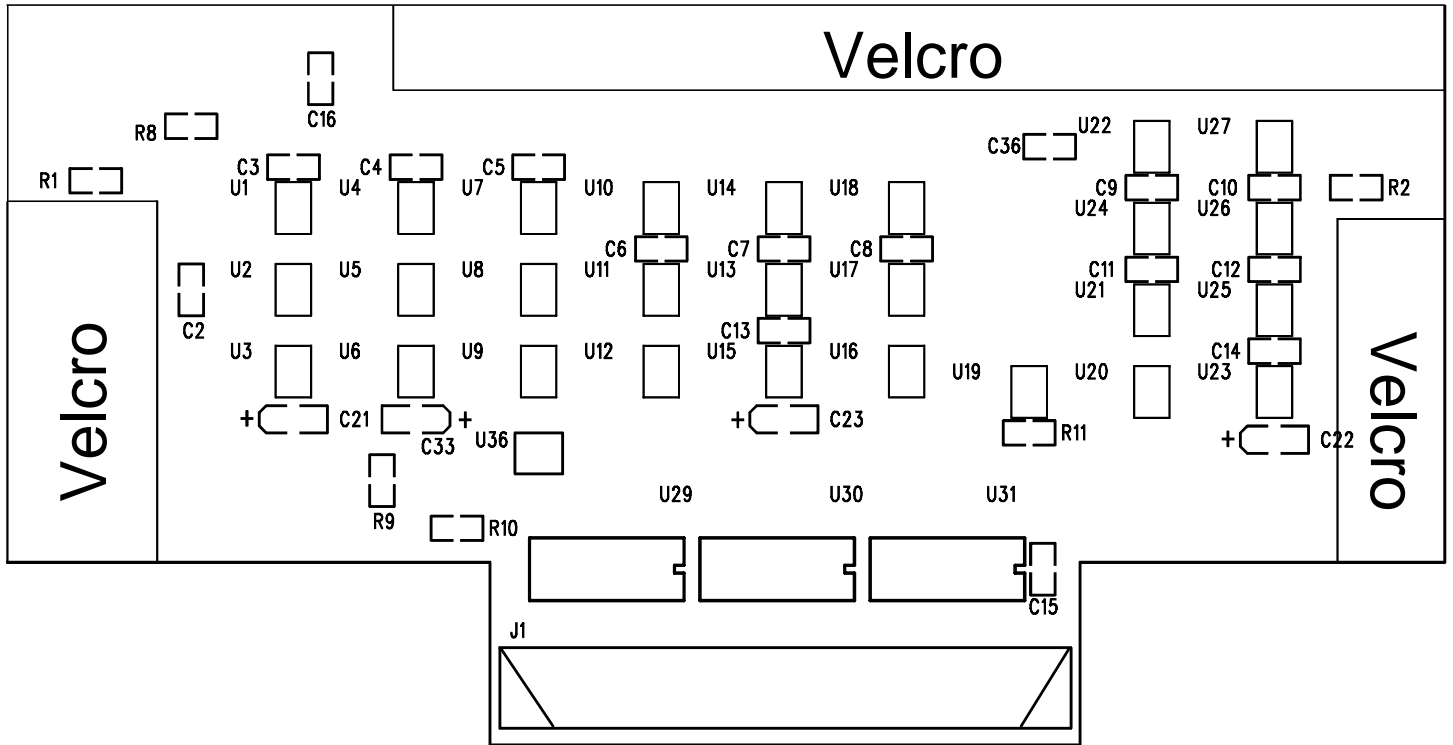 Velcro
C16
R8
U22
U27
C36
C3
C4
C5
R1
U1
U4
U7
U10
U14
U18
C9
C10
R2
U24
U26
C6
C7
C8
U2
U5
U8
U11
U13
U17
C11
C12
U21
U25
C2
C13
U3
U6
U9
U12
U15
U16
C14
U19
U20
U23
Velcro
Velcro
+ C21
C33 +
U36
+ C23
R11
+ C22
U29
U30
U31
R9
R10
C15
J1